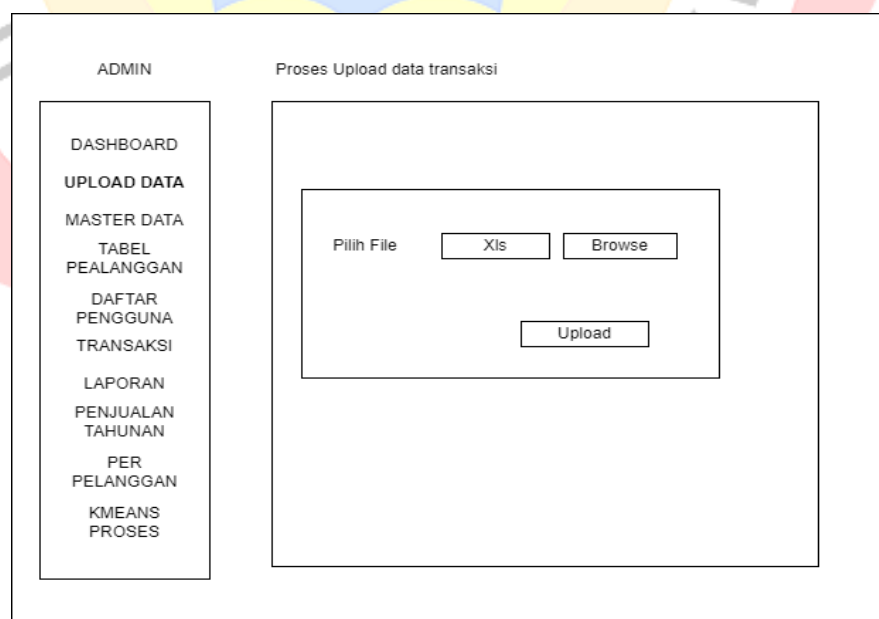 ADMIN
Proses Upload data transaksi
DASHBOARD
UPLOAD DATA
MASTER DATA
TABEL
PEALANGGAN
DAFTAR
PENGGUNA
TRANSAKSI
LAPORAN
PENJUALAN
TAHUNAN
PER
PELANGGAN
KMEANS
PROSES
Pilih File
Xls
Browse
Upload